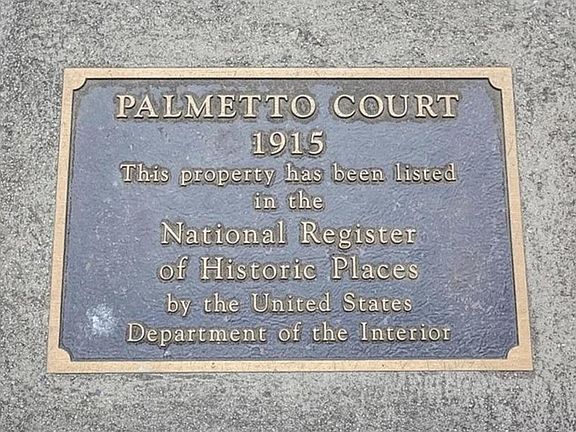 PALMETTO COURT
1915
This property has been listed
in the
National Register
of Historic Places
by the United States
Department of the Interior